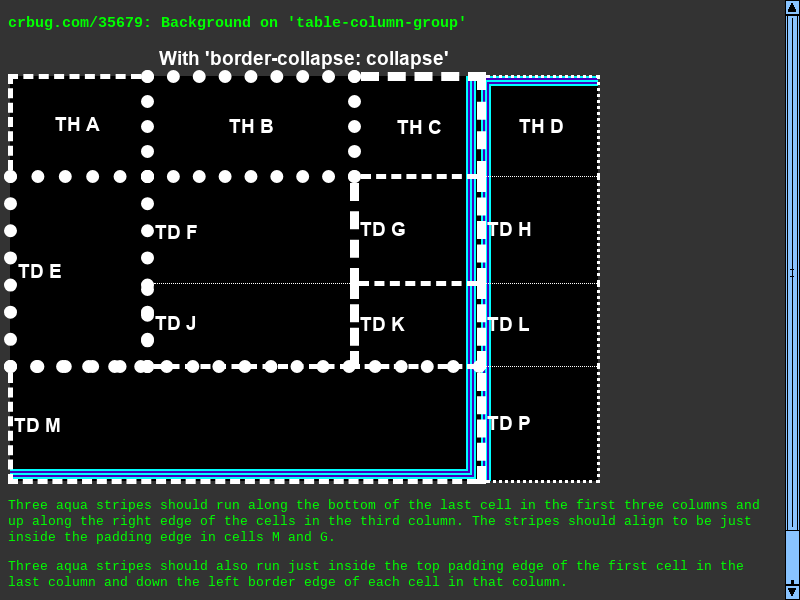 crbug.com/35679: Background on 'table-column-group'
With 'border-collapse: collapse'
TH A
TH B
TH C
TH D
TD E
TD F
TD G
TD H
TD J
TD K
TD L
TD M
TD P
Three aqua stripes should run along the bottom of the last cell in the first three columns and
up along the right edge of the cells in the third column. The stripes should align to be just
inside the padding edge in cells M and G.
Three aqua stripes should also run just inside the top padding edge of the first cell in the
last column and down the left border edge of each cell in that column.